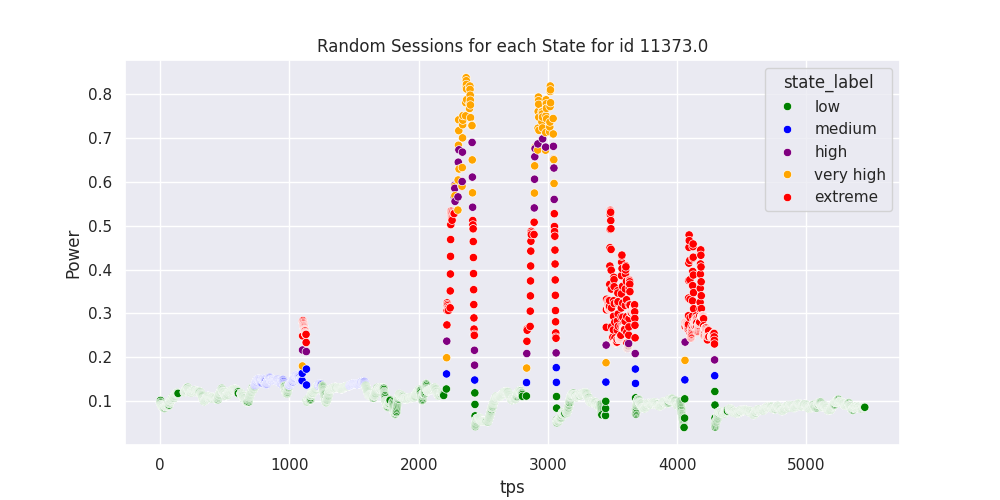 Random Sessions for each State for id 11373.0
state_label
low
medium
high
very high
extreme
Power
0.8
0.7
0.6
0.5
0.4
0.3
0.2
0.1
0 1000 2000 3000 4000 5000
tps